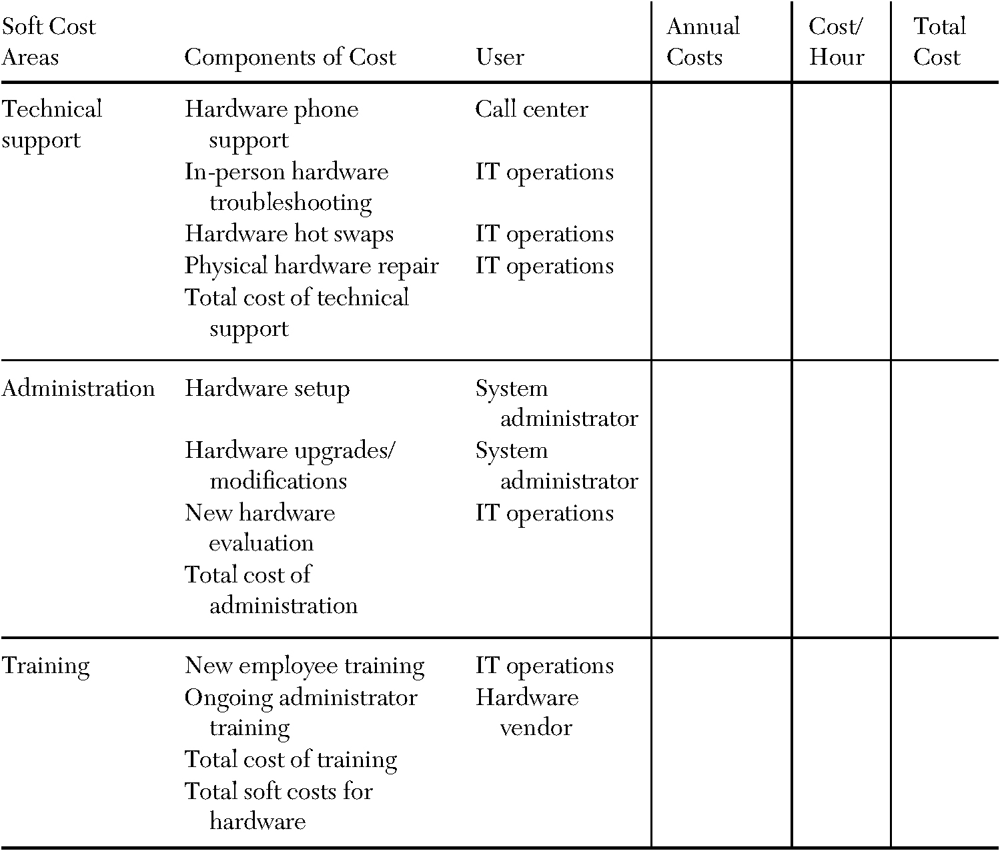 Soft Cost Annual Cost/ Total
Areas Components of Cost User Costs Hour Cost
Technical Hardware phone Call center
support support
In-person hardware IT operations
troubleshooting
Hardware hot swaps IT operations
Physical hardware repair IT operations
Total cost of technical
support
Administration Hardware setup System
administrator
Hardware upgrades/ System
modifications administrator
New hardware IT operations
evaluation
Total cost of
administration
Training New employee training IT operations
Ongoing administrator Hardware
training vendor
Total cost of training
Total soft costs for
hardware